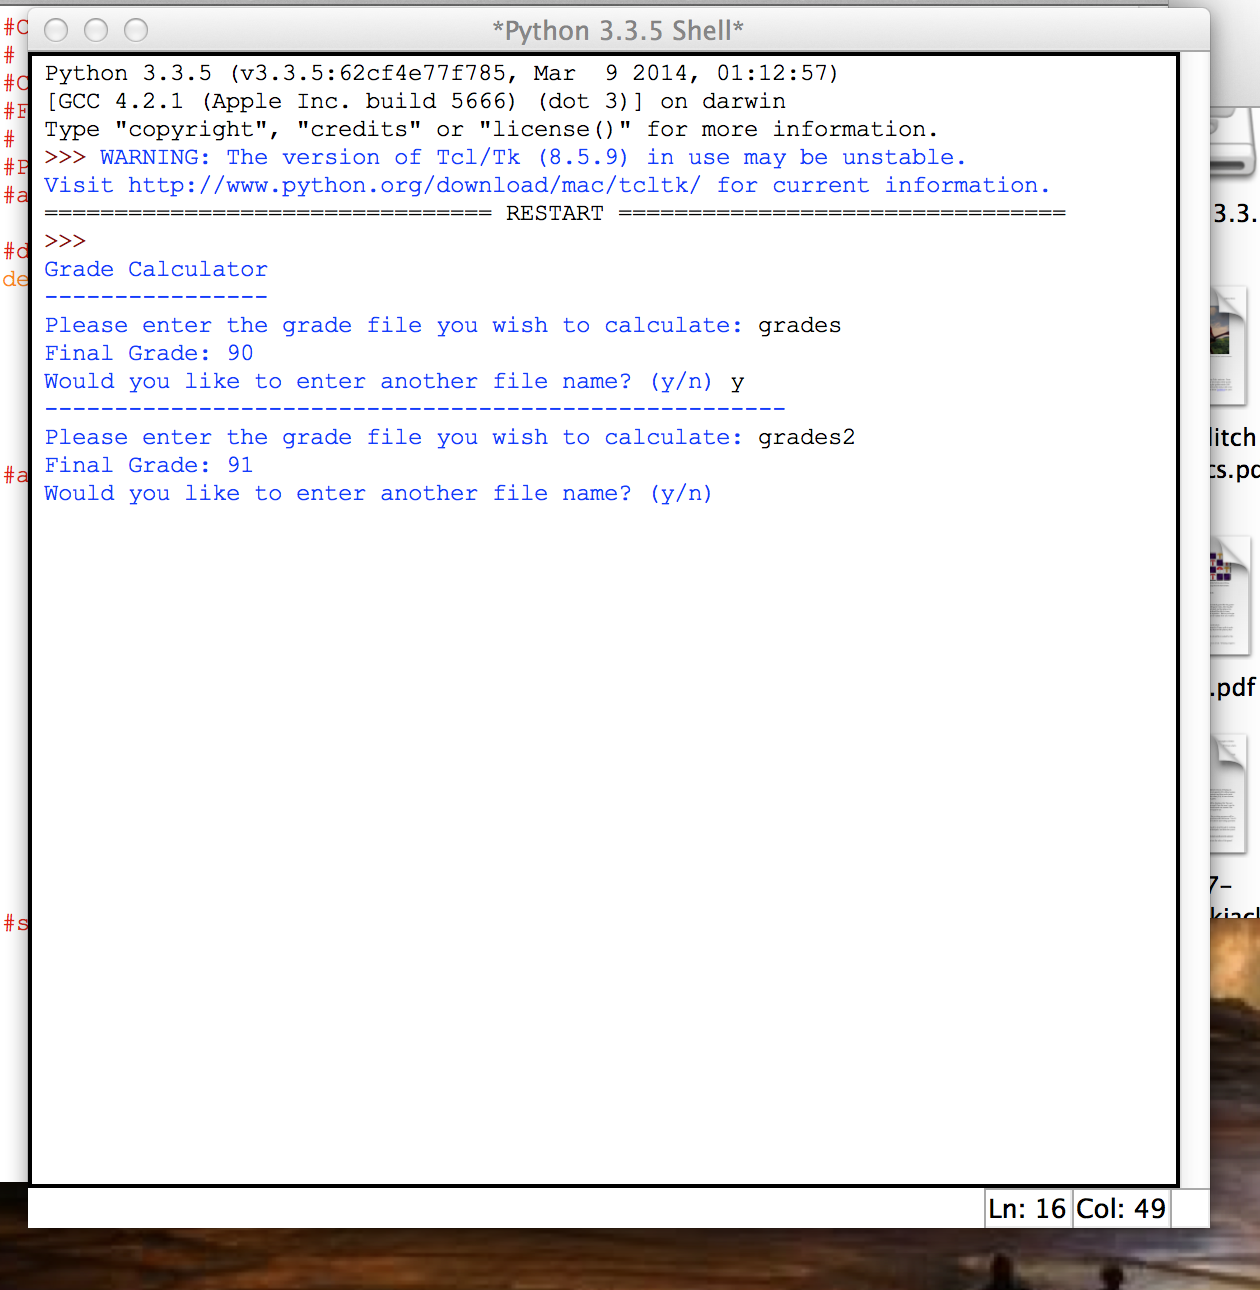 *Python 3.3.5 Shell*
Python 3.3.5 (v3.3.5:62cf4e77f785, Mar  9 2014, 01:12:57)
[GCC 4.2.1 (Apple Inc. build 5666) (dot 3)] on darwin
Type "copyright", "credits" or "license()" for more information.
>>> WARNING: The version of Tcl/Tk (8.5.9) in use may be unstable.
Visit http://www.python.org/download/mac/tcltk/ for current information.
================================ RESTART ================================
>>>
Grade Calculator
----------------
Please enter the grade file you wish to calculate: grades
Final Grade: 90
Would you like to enter another file name? (y/n) y
-----------------------------------------------------
Please enter the grade file you wish to calculate: grades2
Final Grade: 91
Would you like to enter another file name? (y/n)
Ln: 16 Col: 49
#C
#
#C
#F
#
#P
#a
#d
de
#a
#s
3.3.
litch
cs.pd
.pdf
7-